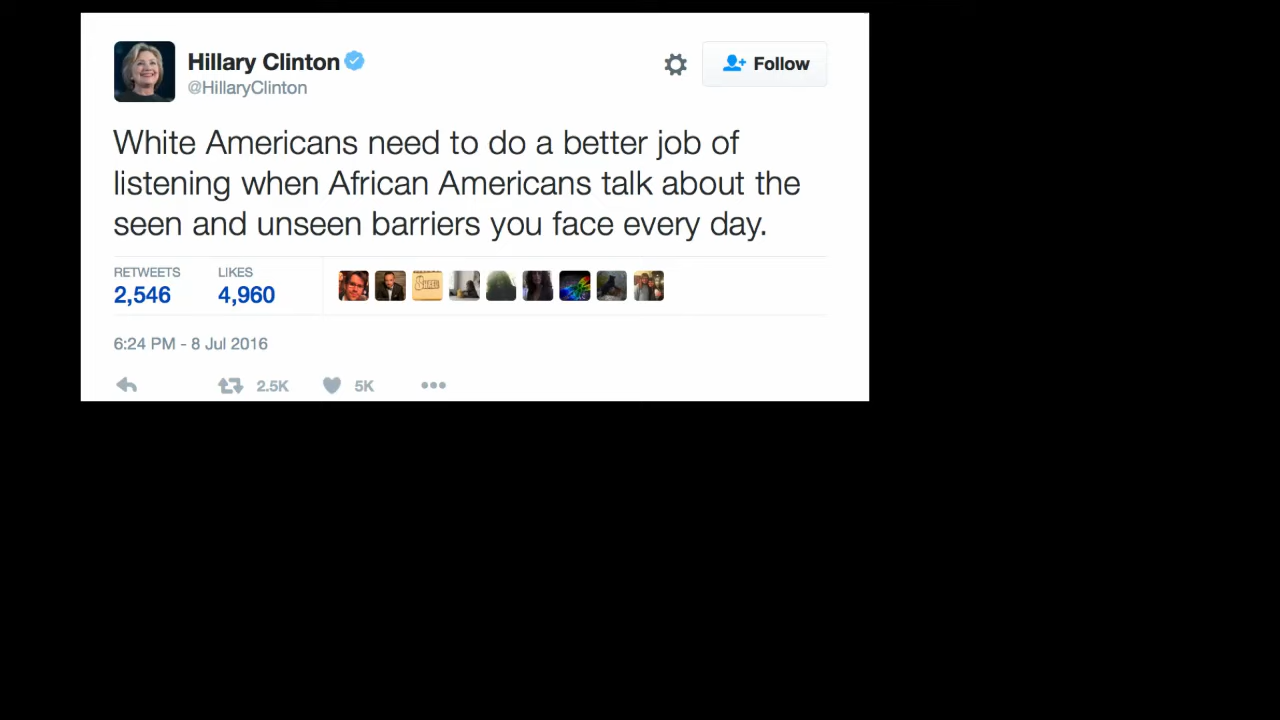 Hillary Clinton
@HillaryClinton
Follow
White Americans need to do a better job of
listening when African Americans talk about the
seen and unseen barriers you face every day.
RETWEETS LIKES
2,546 4,960
6:24 PM - 8 Jul 2016
2.5K 5K